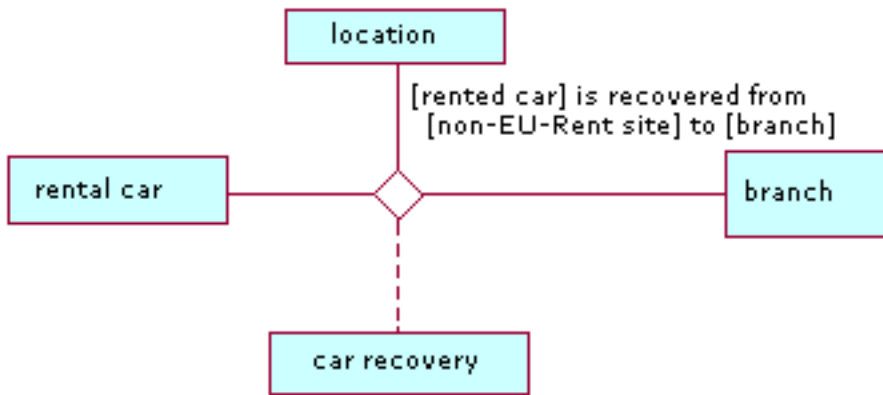 location
[rented car] is recovered from
[non-EU-Rent site] to [branch]
rental car
branch
car recovery